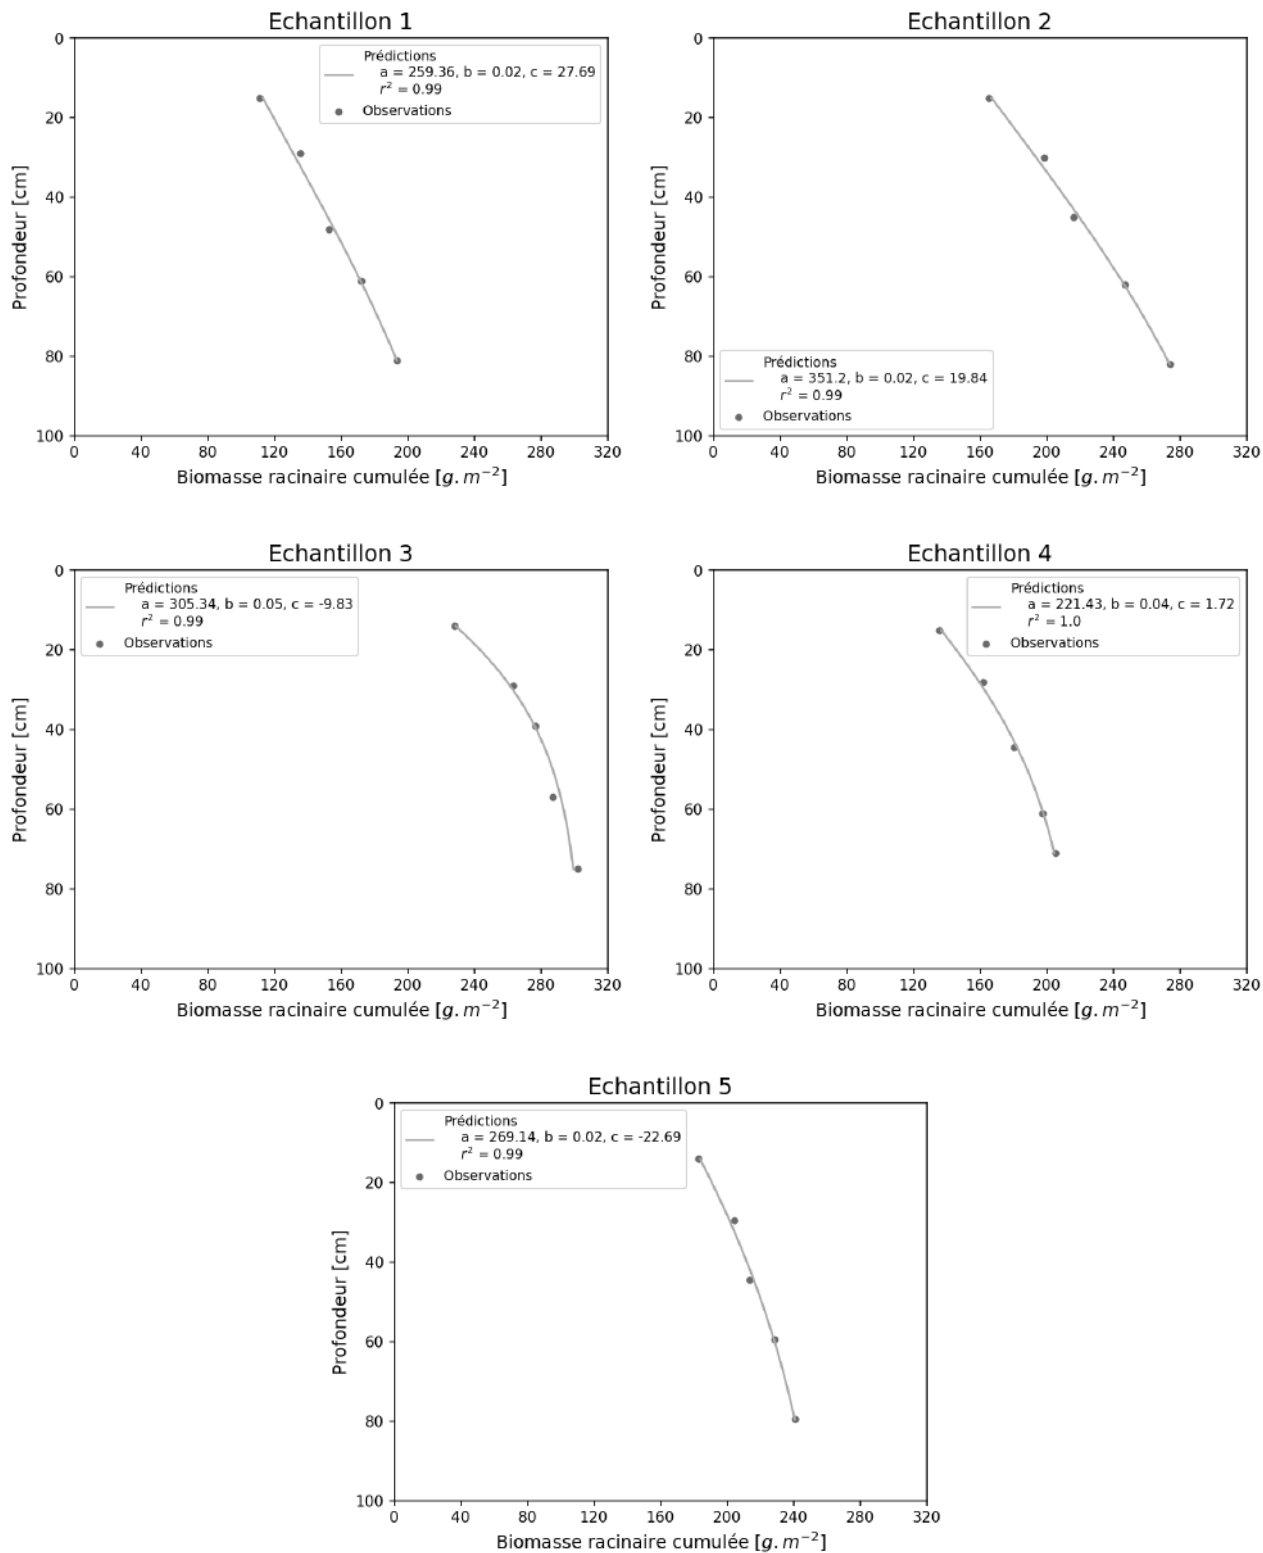 Echantillon 1
0
20
40
60
80
100
Profondeur [cm]
Prédictions
a = 259.36, b = 0.02, c = 27.69
r² = 0.99
Observations
0 40 80 120 160 200 240 280 320
Biomasse racinaire cumulée [g.m⁻²]
Echantillon 2
0
20
40
60
80
100
Profondeur [cm]
Prédictions
a = 351.2, b = 0.02, c = 19.84
r² = 0.99
Observations
0 40 80 120 160 200 240 280 320
Biomasse racinaire cumulée [g.m⁻²]
Echantillon 3
0
20
40
60
80
100
Profondeur [cm]
Prédictions
a = 305.34, b = 0.05, c = -9.83
r² = 0.99
Observations
0 40 80 120 160 200 240 280 320
Biomasse racinaire cumulée [g.m⁻²]
Echantillon 4
0
20
40
60
80
100
Profondeur [cm]
Prédictions
a = 221.43, b = 0.04, c = 1.72
r² = 1.0
Observations
0 40 80 120 160 200 240 280 320
Biomasse racinaire cumulée [g.m⁻²]
Echantillon 5
0
20
40
60
80
100
Profondeur [cm]
Prédictions
a = 269.14, b = 0.02, c = -22.69
r² = 0.99
Observations
0 40 80 120 160 200 240 280 320
Biomasse racinaire cumulée [g.m⁻²]